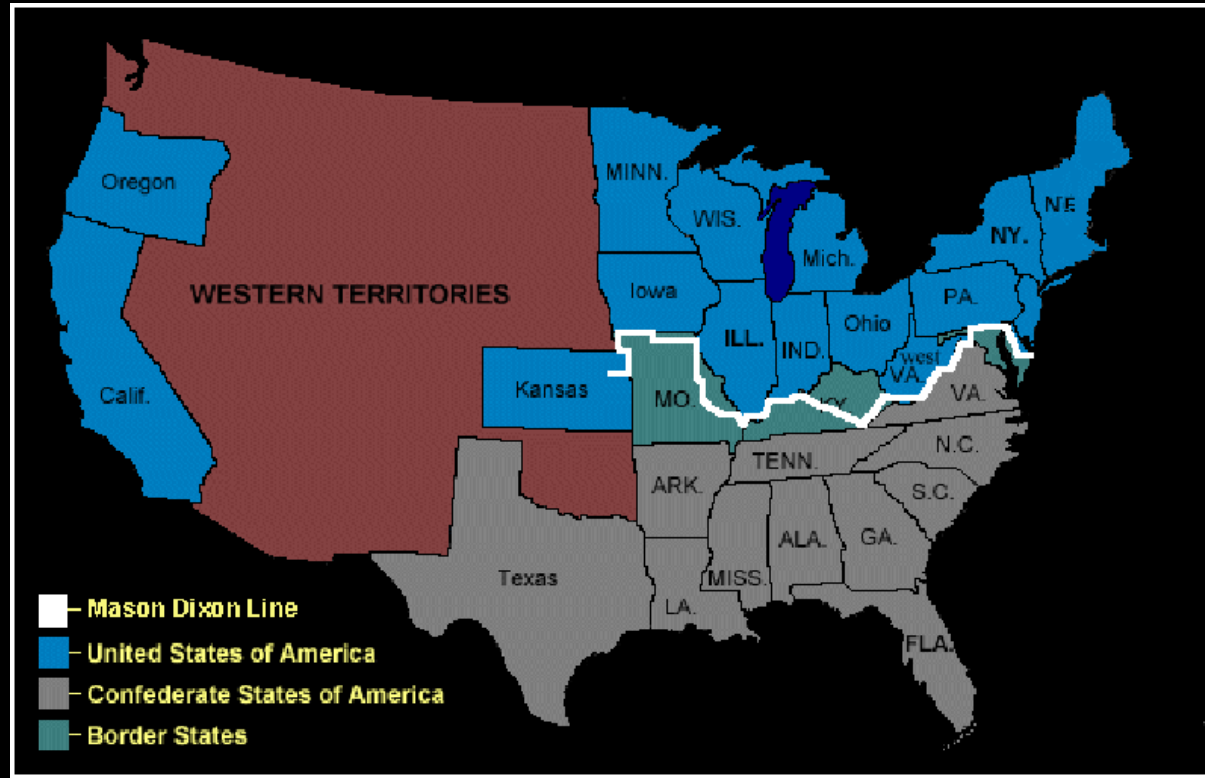 Oregon
MINN.
WIS.
Mich.
NY.
NE
WESTERN TERRITORIES
Iowa
ILL.
IND.
Ohio
PA.
west
VA.
Calif.
Kansas
MO.
KY.
VA.
N.C.
TENN.
ARK.
S.C.
ALA.
GA.
Texas
MISS.
LA.
FLA.
Mason Dixon Line
United States of America
Confederate States of America
Border States